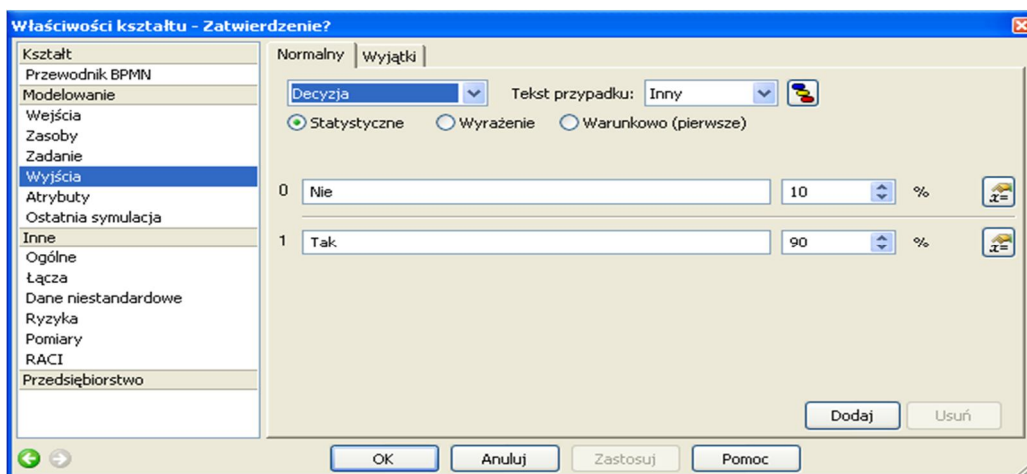 Właściwości kształtu - Zatwierdzenie?
Kształt
Przewodnik BPMN
Modelowanie
Wejścia
Zasoby
Zadanie
Wyjścia
Atrybuty
Ostatnia symulacja
Inne
Ogólne
Łącza
Dane niestandardowe
Ryzyka
Pomiary
RACI
Przedsiębiorstwo
Normalny Wyjątki
Decyzja Tekst przypadku: Inny
Statystyczne Wyrażenie Warunkowo (pierwsze)
0 Nie 10 % x=
1 Tak 90 % x=
Dodaj Usuń
OK Anuluj Zastosuj Pomoc